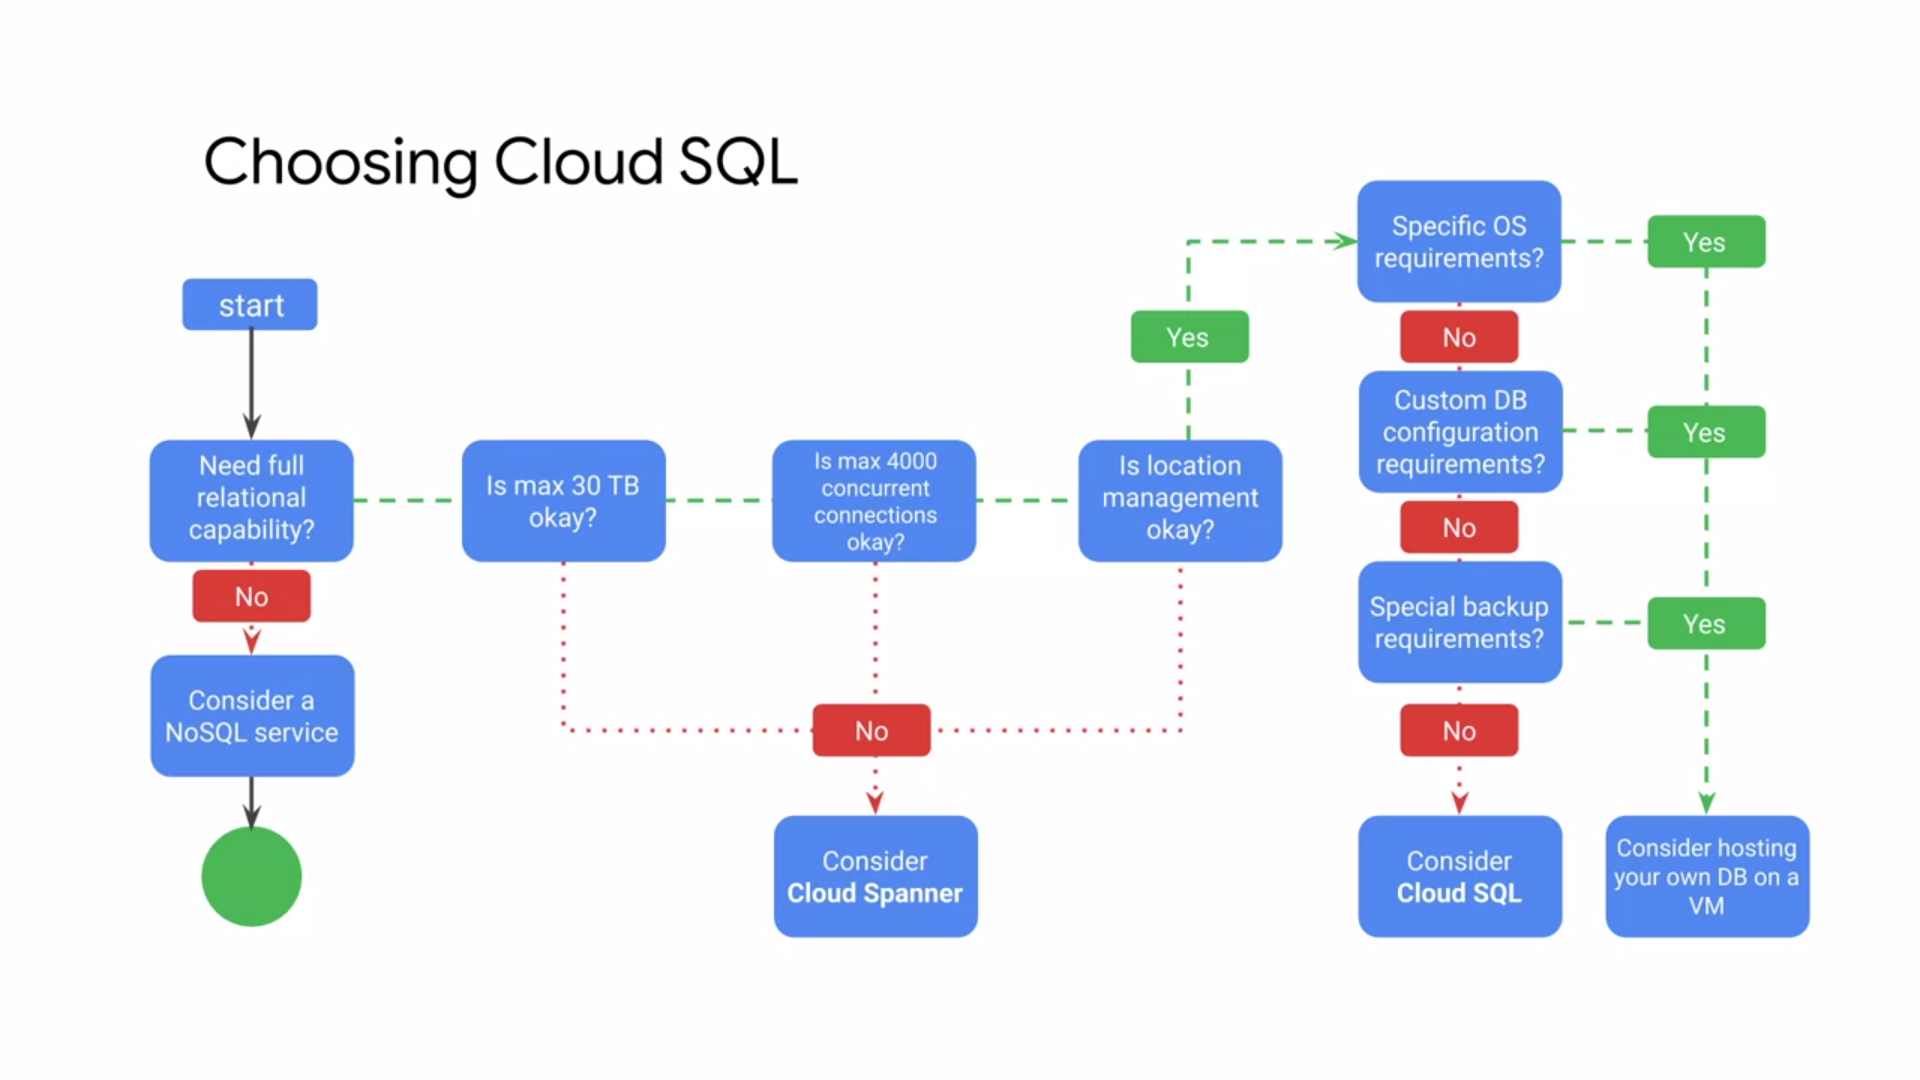 Choosing Cloud SQL
start
Need full
relational
capability?
No
Consider a
NoSQL service
Is max 30 TB
okay?
Is max 4000
concurrent
connections
okay?
Is location
management
okay?
No
Consider
Cloud Spanner
Yes
Specific OS
requirements?
Yes
No
Custom DB
configuration
requirements?
Yes
No
Special backup
requirements?
Yes
No
Consider
Cloud SQL
Consider hosting
your own DB on a
VM